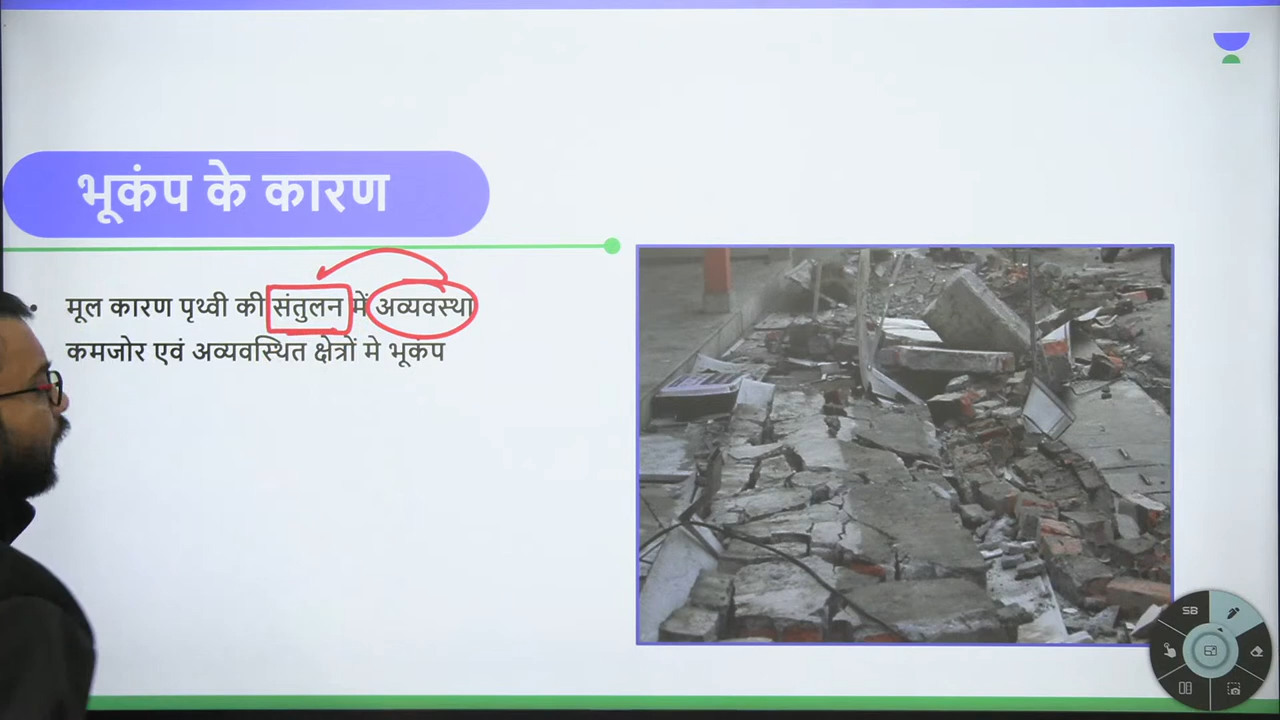 भूकंप के कारण
मूल कारण पृथ्वी की संतुलन में अव्यवस्था
कमजोर एवं अव्यवस्थित क्षेत्रों मे भूकंप
SB